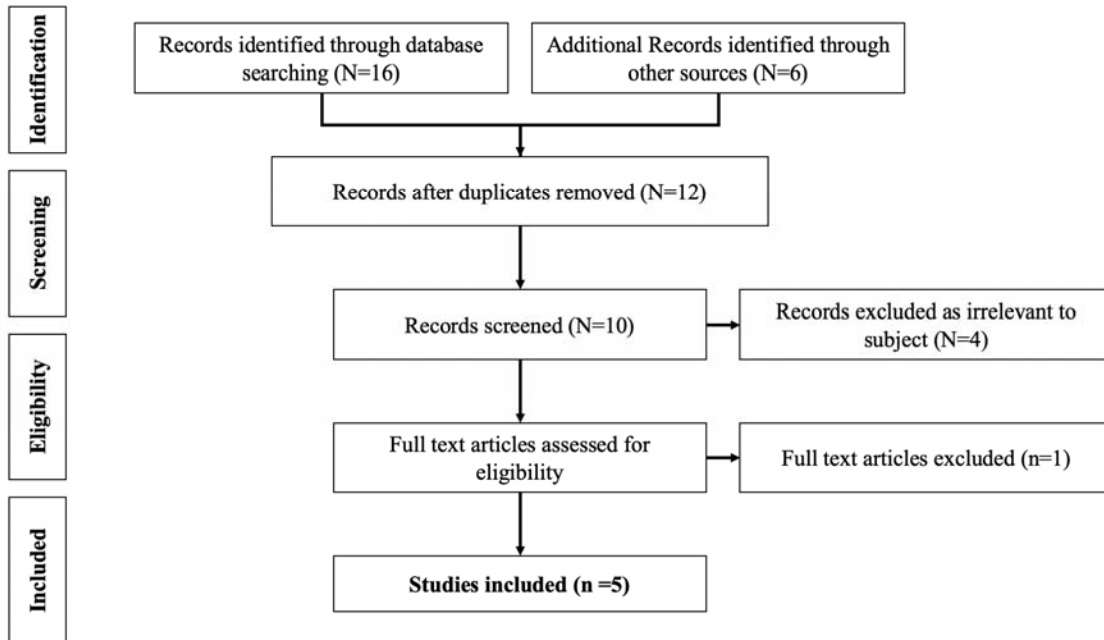 Identification
Records identified through database
searching (N=16)
Additional Records identified through
other sources (N=6)
Screening
Records after duplicates removed (N=12)
Records screened (N=10)
Records excluded as irrelevant to
subject (N=4)
Eligibility
Full text articles assessed for
eligibility
Full text articles excluded (n=1)
Included
Studies included (n =5)